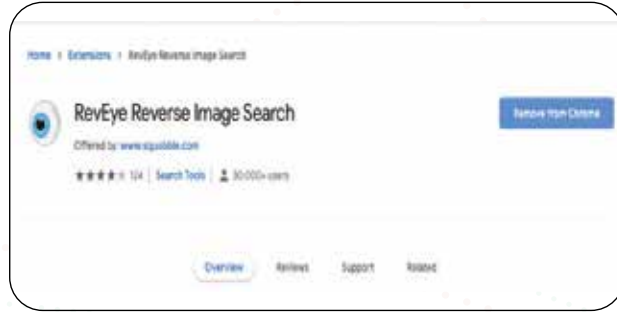 Home > Extensions > RevEye Reverse Image Search
RevEye Reverse Image Search
Remove from Chrome
Offered by: www.squobble.com
124 | Search Tools | 30,000+ users
Overview Reviews Support Related